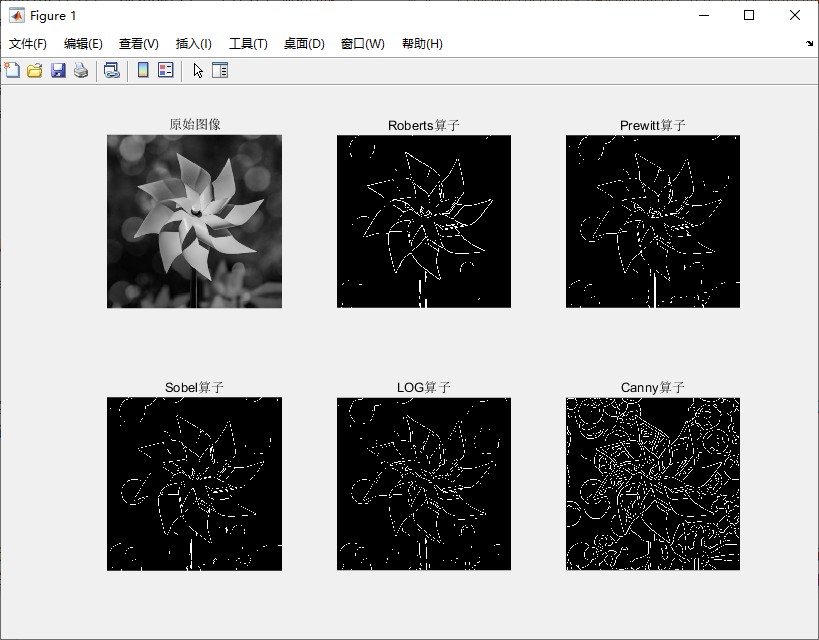 Figure 1
文件(F) 编辑(E) 查看(V) 插入(I) 工具(T) 桌面(D) 窗口(W) 帮助(H)
原始图像 Roberts算子 Prewitt算子
Sobel算子 LOG算子 Canny算子